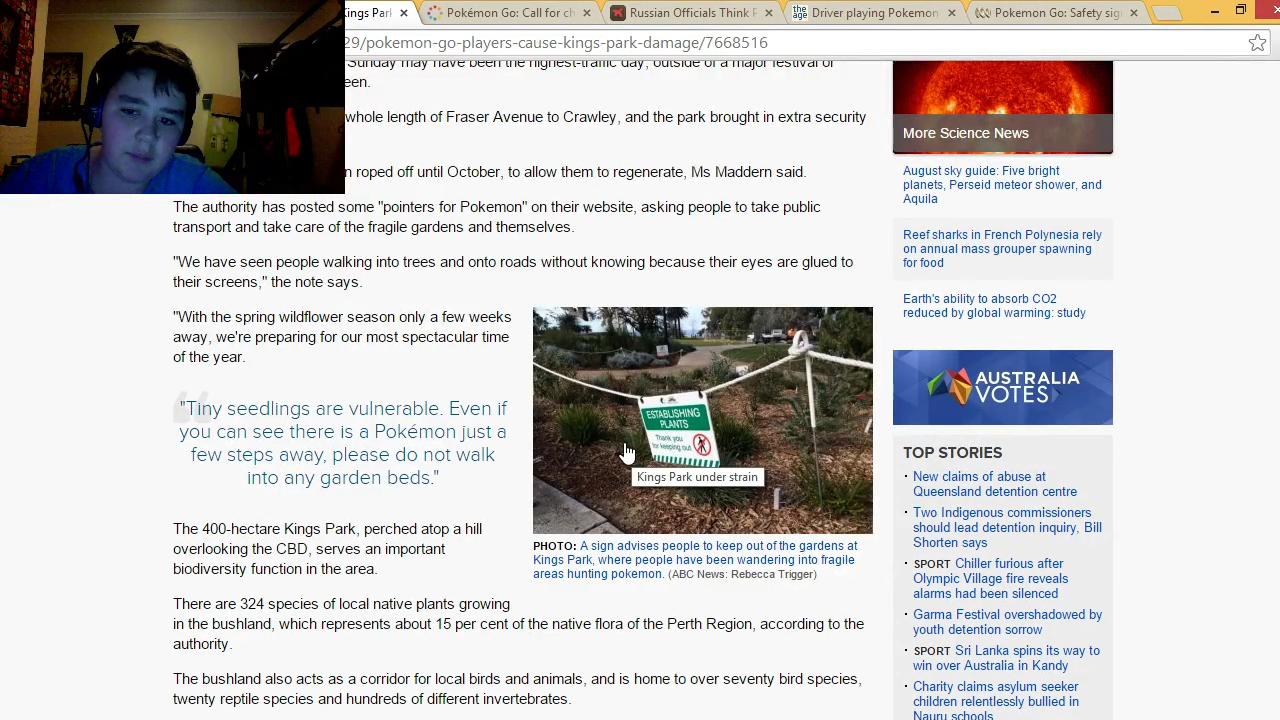 Kings Park
Pokémon Go: Call for ch
Russian Officials Think P
the age
Driver playing Pokemon
Pokemon Go: Safety sig
29/pokemon-go-players-cause-kings-park-damage/7668516
Sunday may have been the highest-traffic day, outside of a major festival or
whole length of Fraser Avenue to Crawley, and the park brought in extra security
roped off until October, to allow them to regenerate, Ms Maddern said.
The authority has posted some "pointers for Pokemon" on their website, asking people to take public
transport and take care of the fragile gardens and themselves.
"We have seen people walking into trees and onto roads without knowing because their eyes are glued to
their screens," the note says.
"With the spring wildflower season only a few weeks
away, we're preparing for our most spectacular time
of the year.
"Tiny seedlings are vulnerable. Even if
you can see there is a Pokémon just a
few steps away, please do not walk
into any garden beds."
ESTABLISHING
PLANTS
Thank you
for keeping out
Kings Park under strain
PHOTO: A sign advises people to keep out of the gardens at
Kings Park, where people have been wandering into fragile
areas hunting pokemon. (ABC News: Rebecca Trigger)
The 400-hectare Kings Park, perched atop a hill
overlooking the CBD, serves an important
biodiversity function in the area.
There are 324 species of local native plants growing
in the bushland, which represents about 15 per cent of the native flora of the Perth Region, according to the
authority.
The bushland also acts as a corridor for local birds and animals, and is home to over seventy bird species,
twenty reptile species and hundreds of different invertebrates.
More Science News
August sky guide: Five bright
planets, Perseid meteor shower, and
Aquila
Reef sharks in French Polynesia rely
on annual mass grouper spawning
for food
Earth's ability to absorb CO2
reduced by global warming: study
AUSTRALIA
VOTES
TOP STORIES
New claims of abuse at
Queensland detention centre
Two Indigenous commissioners
should lead detention inquiry, Bill
Shorten says
SPORT Chiller furious after
Olympic Village fire reveals
alarms had been silenced
Garma Festival overshadowed by
youth detention sorrow
SPORT Sri Lanka spins its way to
win over Australia in Kandy
Charity claims asylum seeker
children relentlessly bullied in
Nauru schools